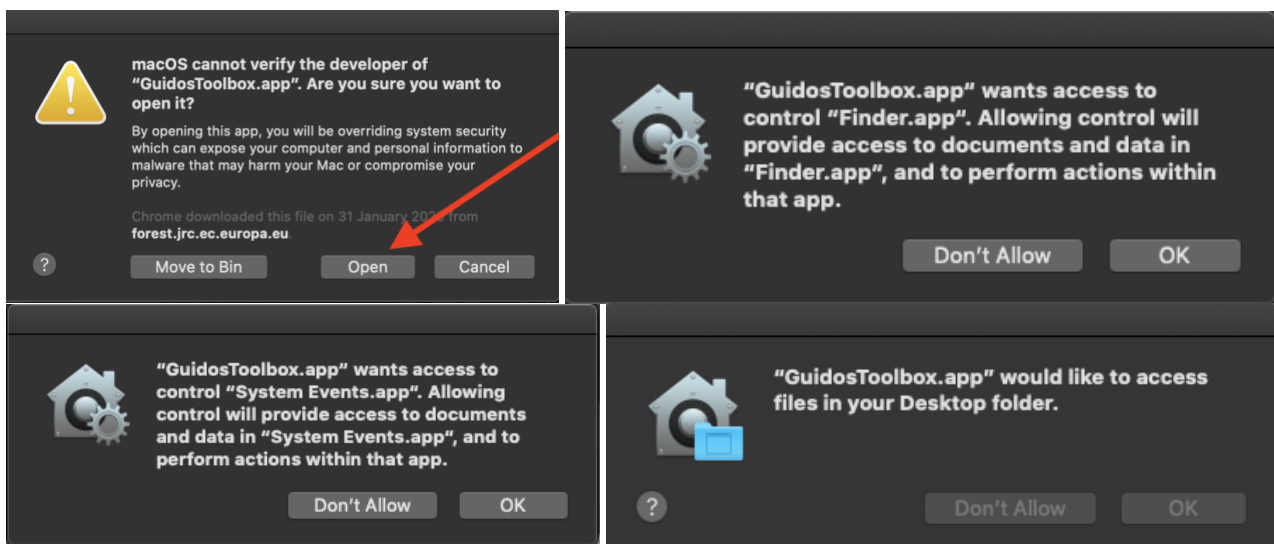 macOS cannot verify the developer of
“GuidosToolbox.app”. Are you sure you want to
open it?
By opening this app, you will be overriding system security
which can expose your computer and personal information to
malware that may harm your Mac or compromise your
privacy.
Chrome downloaded this file on 31 January from
forest.jrc.ec.europa.eu.
?
Move to Bin
Open
Cancel
“GuidosToolbox.app” wants access to
control “Finder.app”. Allowing control will
provide access to documents and data in
“Finder.app”, and to perform actions within
that app.
Don’t Allow
OK
“GuidosToolbox.app” wants access to
control “System Events.app”. Allowing
control will provide access to documents
and data in “System Events.app”, and to
perform actions within that app.
Don’t Allow
OK
“GuidosToolbox.app” would like to access
files in your Desktop folder.
?
Don’t Allow
OK